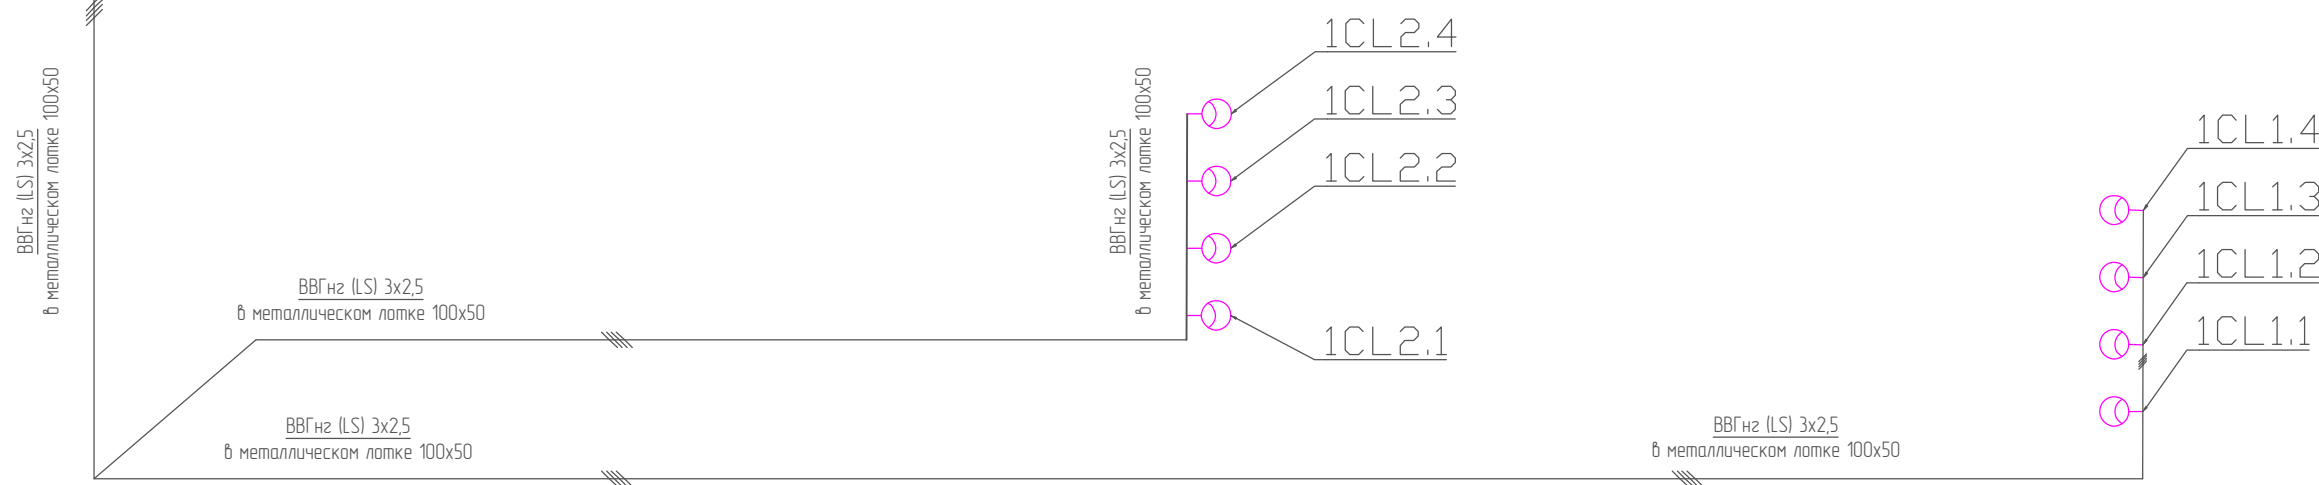 ВВГнг (LS) 3х2,5
в металлическом лотке 100х50
ВВГнг (LS) 3х2,5
в металлическом лотке 100х50
ВВГнг (LS) 3х2,5
в металлическом лотке 100х50
ВВГнг (LS) 3х2,5
в металлическом лотке 100х50
1CL2.4
1CL2.3
1CL2.2
1CL2.1
ВВГнг (LS) 3х2,5
в металлическом лотке 100х50
1CL1.4
1CL1.3
1CL1.2
1CL1.1